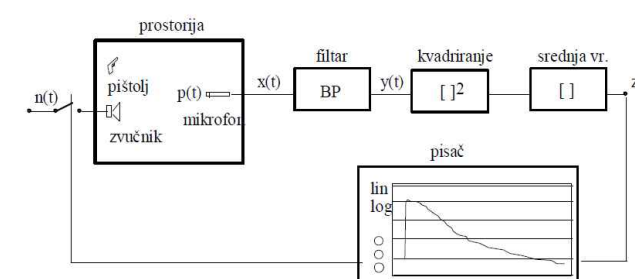 prostorija
filtar
kvadriranje
srednja vr.
pištolj
n(t)
p(t)
x(t)
BP
y(t)
[ ]²
[ ]
z
mikrofon
zvučnik
pisač
lin
log